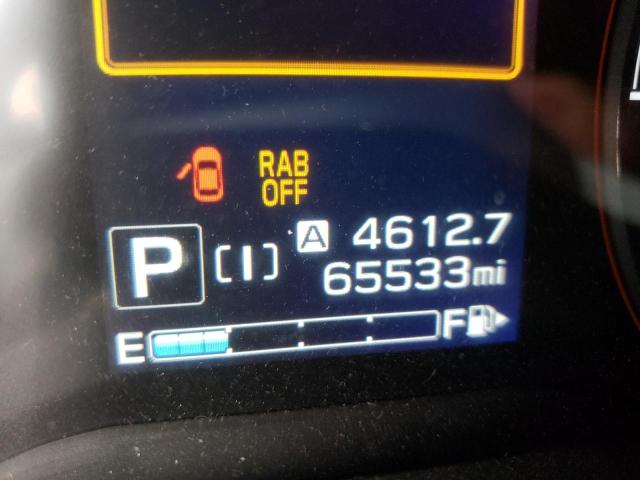 RAB
OFF
A 4612.7
P [I] 65533mi
E F